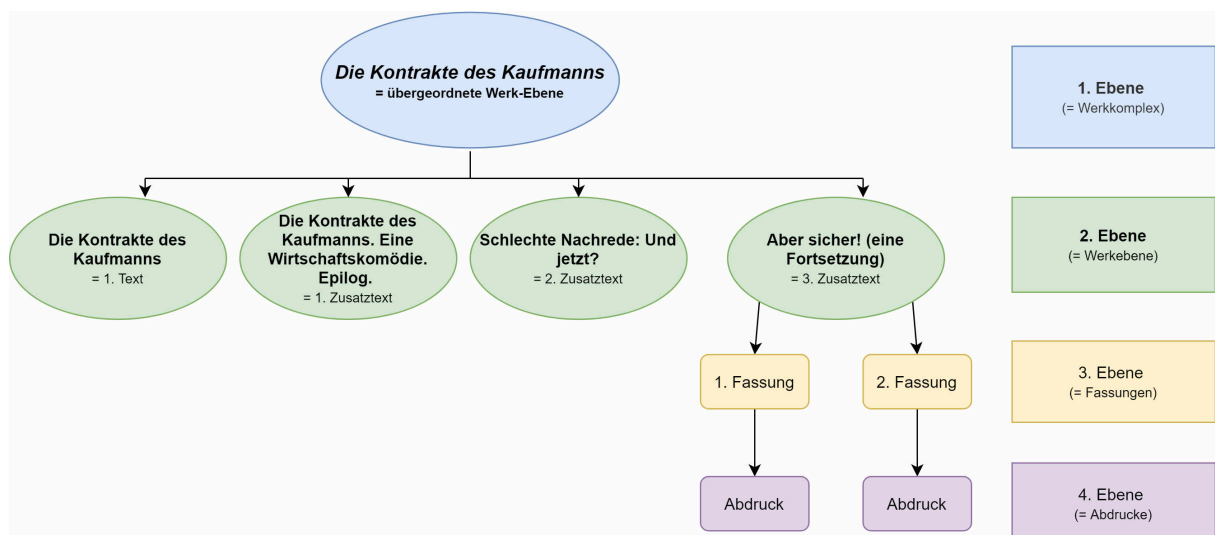 Die Kontrakte des Kaufmanns
= übergeordnete Werk-Ebene
1. Ebene
(= Werkkomplex)
Die Kontrakte des
Kaufmanns
= 1. Text
Die Kontrakte des
Kaufmanns. Eine
Wirtschaftskomödie.
Epilog.
= 1. Zusatztext
Schlechte Nachrede: Und
jetzt?
= 2. Zusatztext
Aber sicher! (eine
Fortsetzung)
= 3. Zusatztext
2. Ebene
(= Werkebene)
1. Fassung
2. Fassung
3. Ebene
(= Fassungen)
Abdruck
Abdruck
4. Ebene
(= Abdrucke)